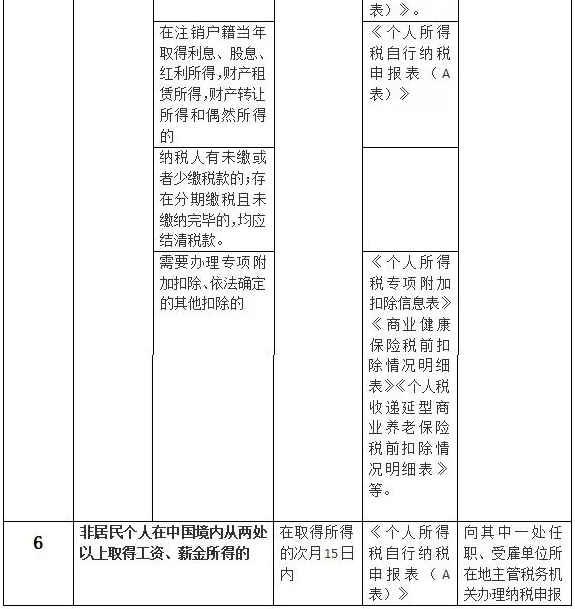 表）》。
在注销户籍当年
取得利息、股息、
红利所得,财产租
赁所得,财产转让
所得和偶然所得
的
《个人所得
税自行纳税
申报表（A
表）》
纳税人有未缴或
者少缴税款的;存
在分期缴税且未
缴纳完毕的,均应
结清税款。
需要办理专项附
加扣除、依法确定
的其他扣除的
《个人所得
税专项附加
扣除信息表》
《商业健康
保险税前扣
除情况明细
表》《个人税
收递延型商
业养老保险
税前扣除情
况明细表》
等。
6
非居民个人在中国境内从两处
以上取得工资、薪金所得的
在取得所得
的次月15日
内
《个人所得
税自行纳税
申报表（A
表）》
向其中一处任
职、受雇单位所
在地主管税务机
关办理纳税申报